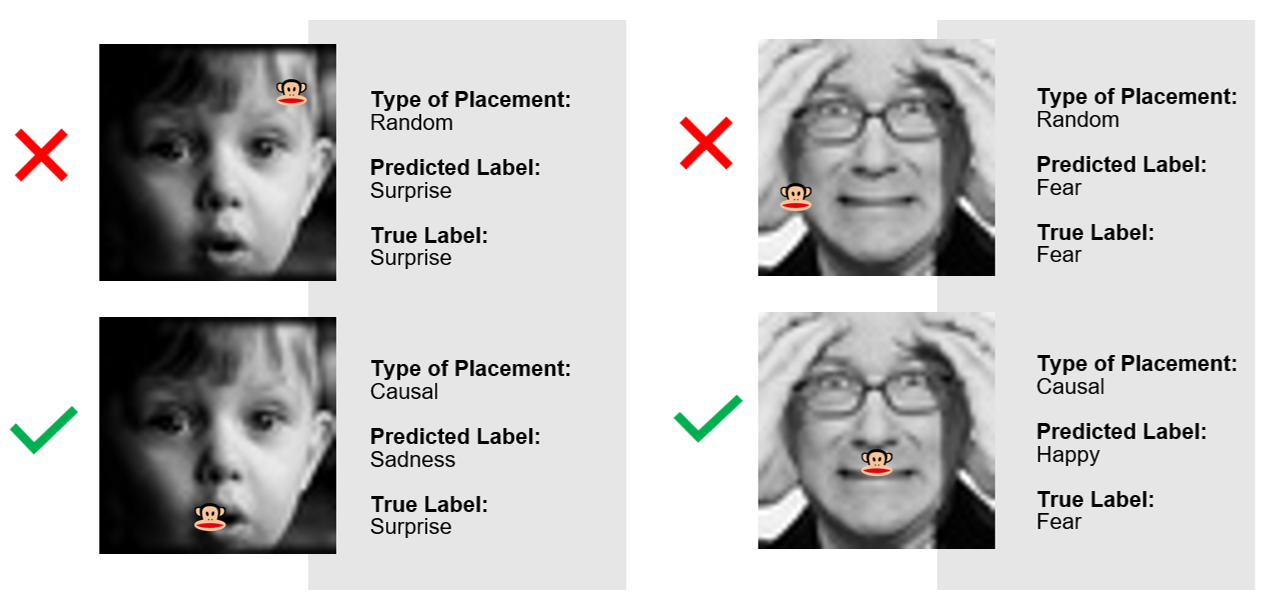 Type of Placement:
Random
Predicted Label:
Surprise
True Label:
Surprise
Type of Placement:
Causal
Predicted Label:
Sadness
True Label:
Surprise
Type of Placement:
Random
Predicted Label:
Fear
True Label:
Fear
Type of Placement:
Causal
Predicted Label:
Happy
True Label:
Fear